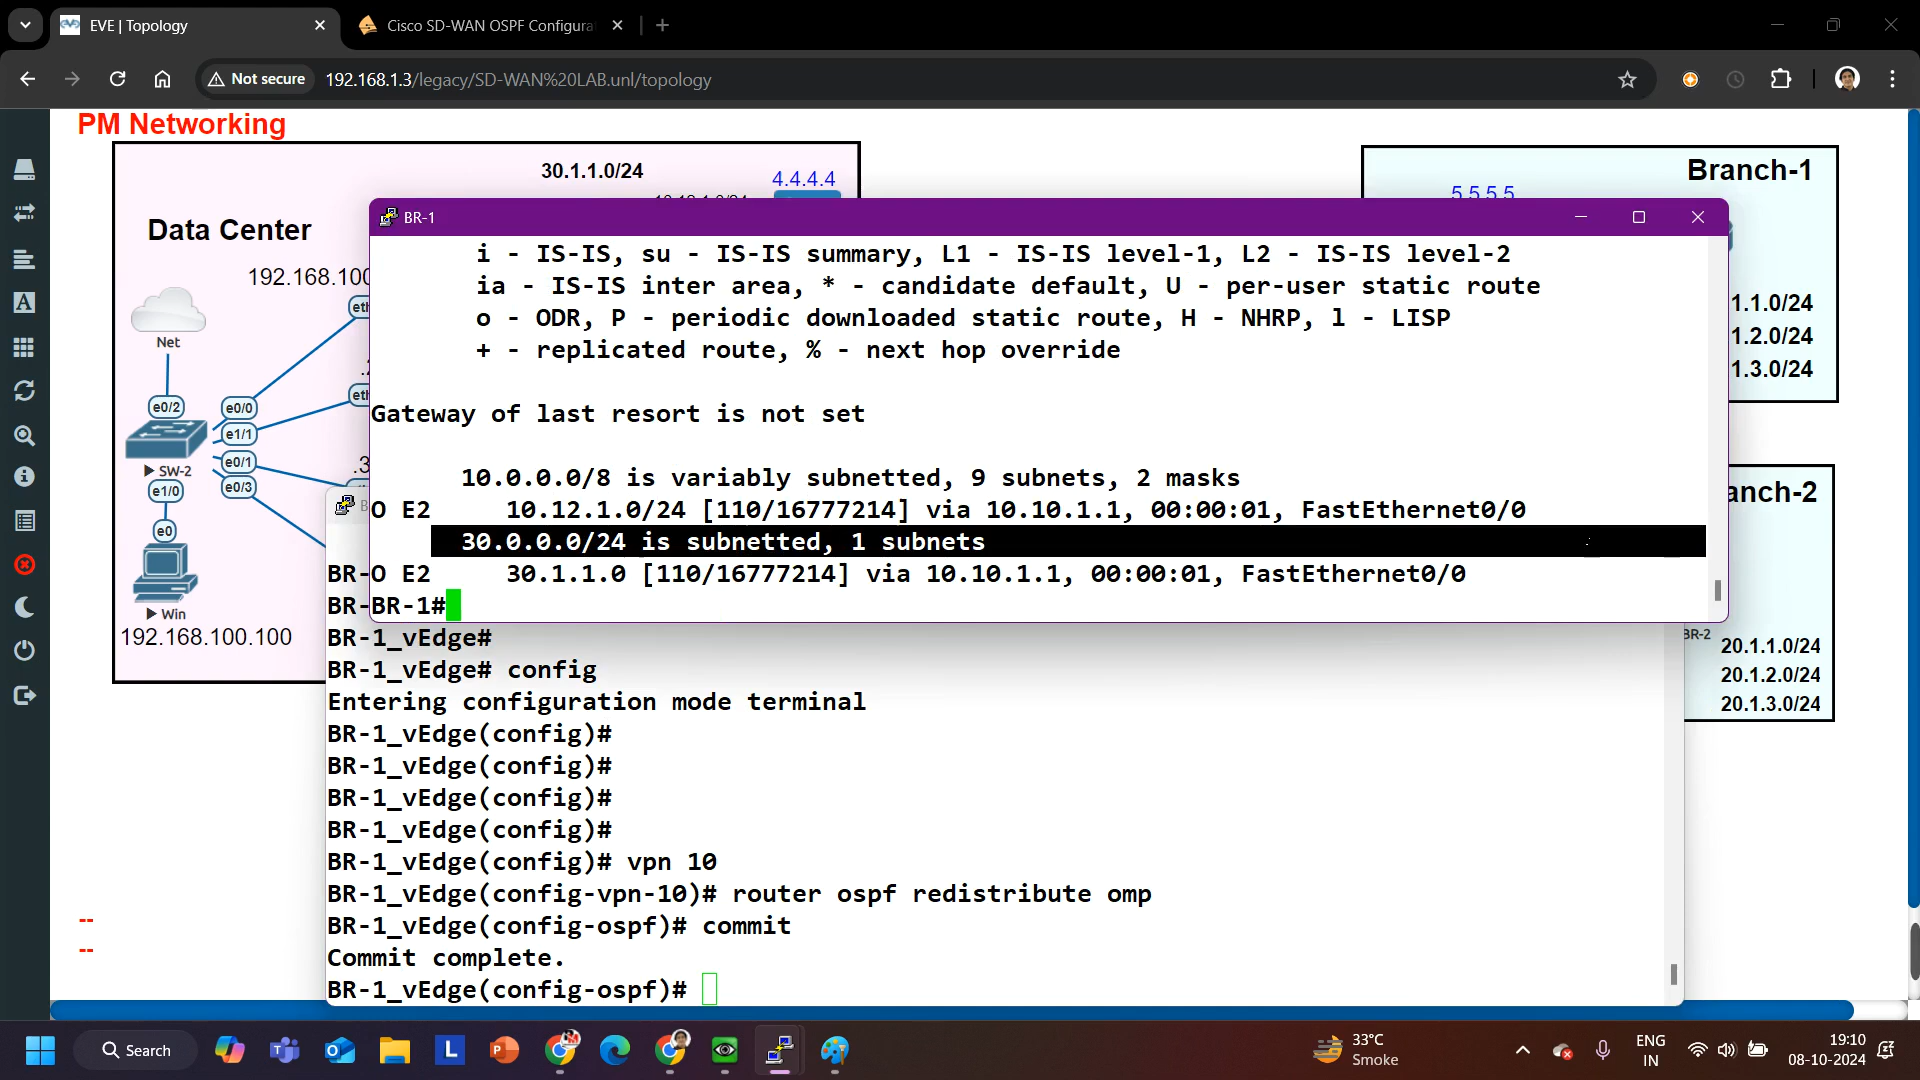 EVE | Topology
Cisco SD-WAN OSPF Configura
Not secure
192.168.1.3/legacy/SD-WAN%20LAB.unl/topology
PM Networking
30.1.1.0/24
4.4.4.4
Data Center
192.168.100
Net
e0/2
e0/0
e1/1
e0/1
e0/3
SW-2
e1/0
e0
Win
192.168.100.100
eth
eth
.3
Branch-1
5.5.5.5
1.1.0/24
1.2.0/24
1.3.0/24
anch-2
BR-2
20.1.1.0/24
20.1.2.0/24
20.1.3.0/24
BR-1
i - IS-IS, su - IS-IS summary, L1 - IS-IS level-1, L2 - IS-IS level-2
ia - IS-IS inter area, * - candidate default, U - per-user static route
o - ODR, P - periodic downloaded static route, H - NHRP, l - LISP
+ - replicated route, % - next hop override
Gateway of last resort is not set
10.0.0.0/8 is variably subnetted, 9 subnets, 2 masks
O E2 10.12.1.0/24 [110/16777214] via 10.10.1.1, 00:00:01, FastEthernet0/0
30.0.0.0/24 is subnetted, 1 subnets
O E2 30.1.1.0 [110/16777214] via 10.10.1.1, 00:00:01, FastEthernet0/0
BR-1#
BR-
BR-
BR-1_vEdge#
BR-1_vEdge# config
Entering configuration mode terminal
BR-1_vEdge(config)#
BR-1_vEdge(config)#
BR-1_vEdge(config)#
BR-1_vEdge(config)#
BR-1_vEdge(config)# vpn 10
BR-1_vEdge(config-vpn-10)# router ospf redistribute omp
BR-1_vEdge(config-ospf)# commit
Commit complete.
BR-1_vEdge(config-ospf)#
--
--
Search
33°C
Smoke
ENG
IN
19:10
08-10-2024